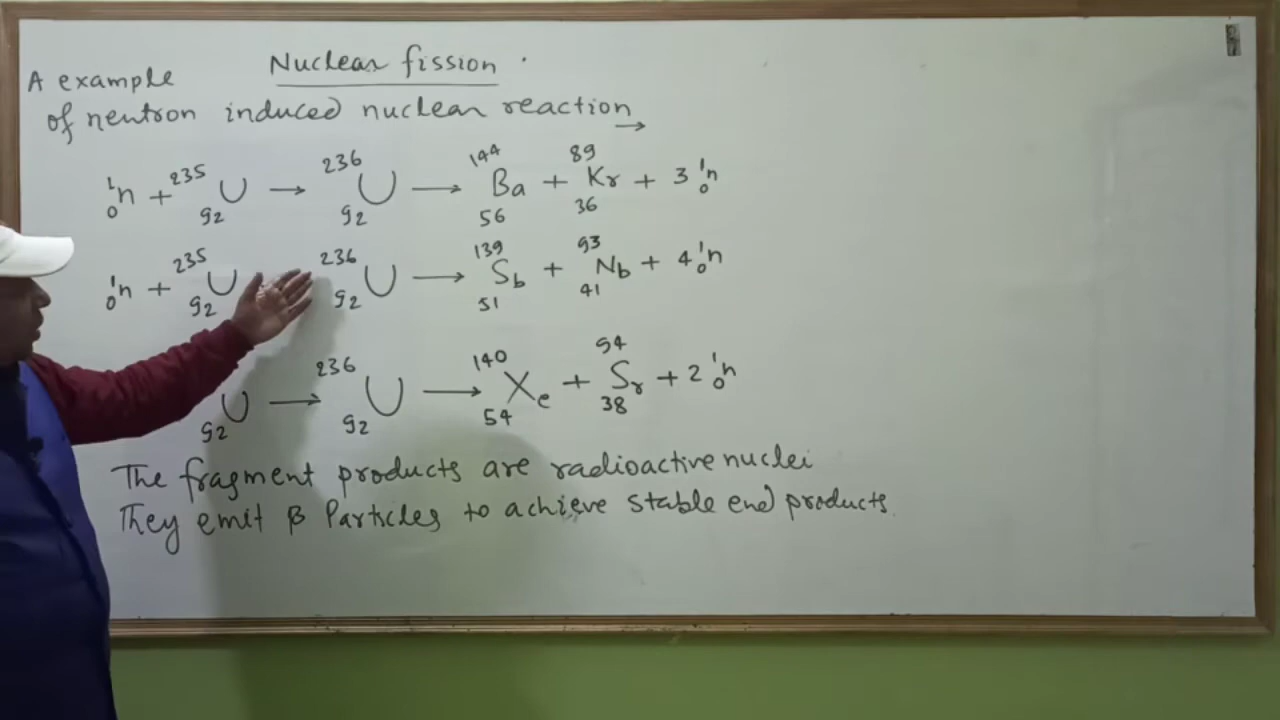 Nuclear fission .
A example
of neutron induced nuclear reaction →
¹₀n + ²³⁵₉₂U → ²³⁶₉₂U → ¹⁴⁴₅₆Ba + ⁸⁹₃₆Kr + 3 ¹₀n
¹₀n + ²³⁵₉₂U ²³⁶₉₂U → ¹³⁹₅₁Sb + ⁹³₄₁Nb + 4 ¹₀n
₉₂U → ²³⁶₉₂U → ¹⁴⁰₅₄Xe + ⁹⁴₃₈Sr + 2 ¹₀n
The fragment products are radioactive nuclei
They emit β Particles to achieve stable end products.